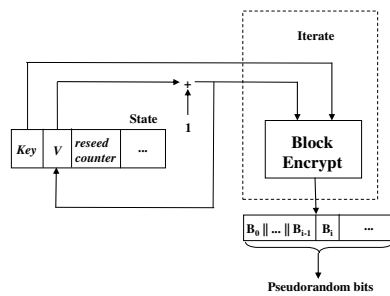 Iterate
+
1
State
Key V reseed counter ...
Block
Encrypt
B0 || ... || Bi-1 Bi ...
Pseudorandom bits